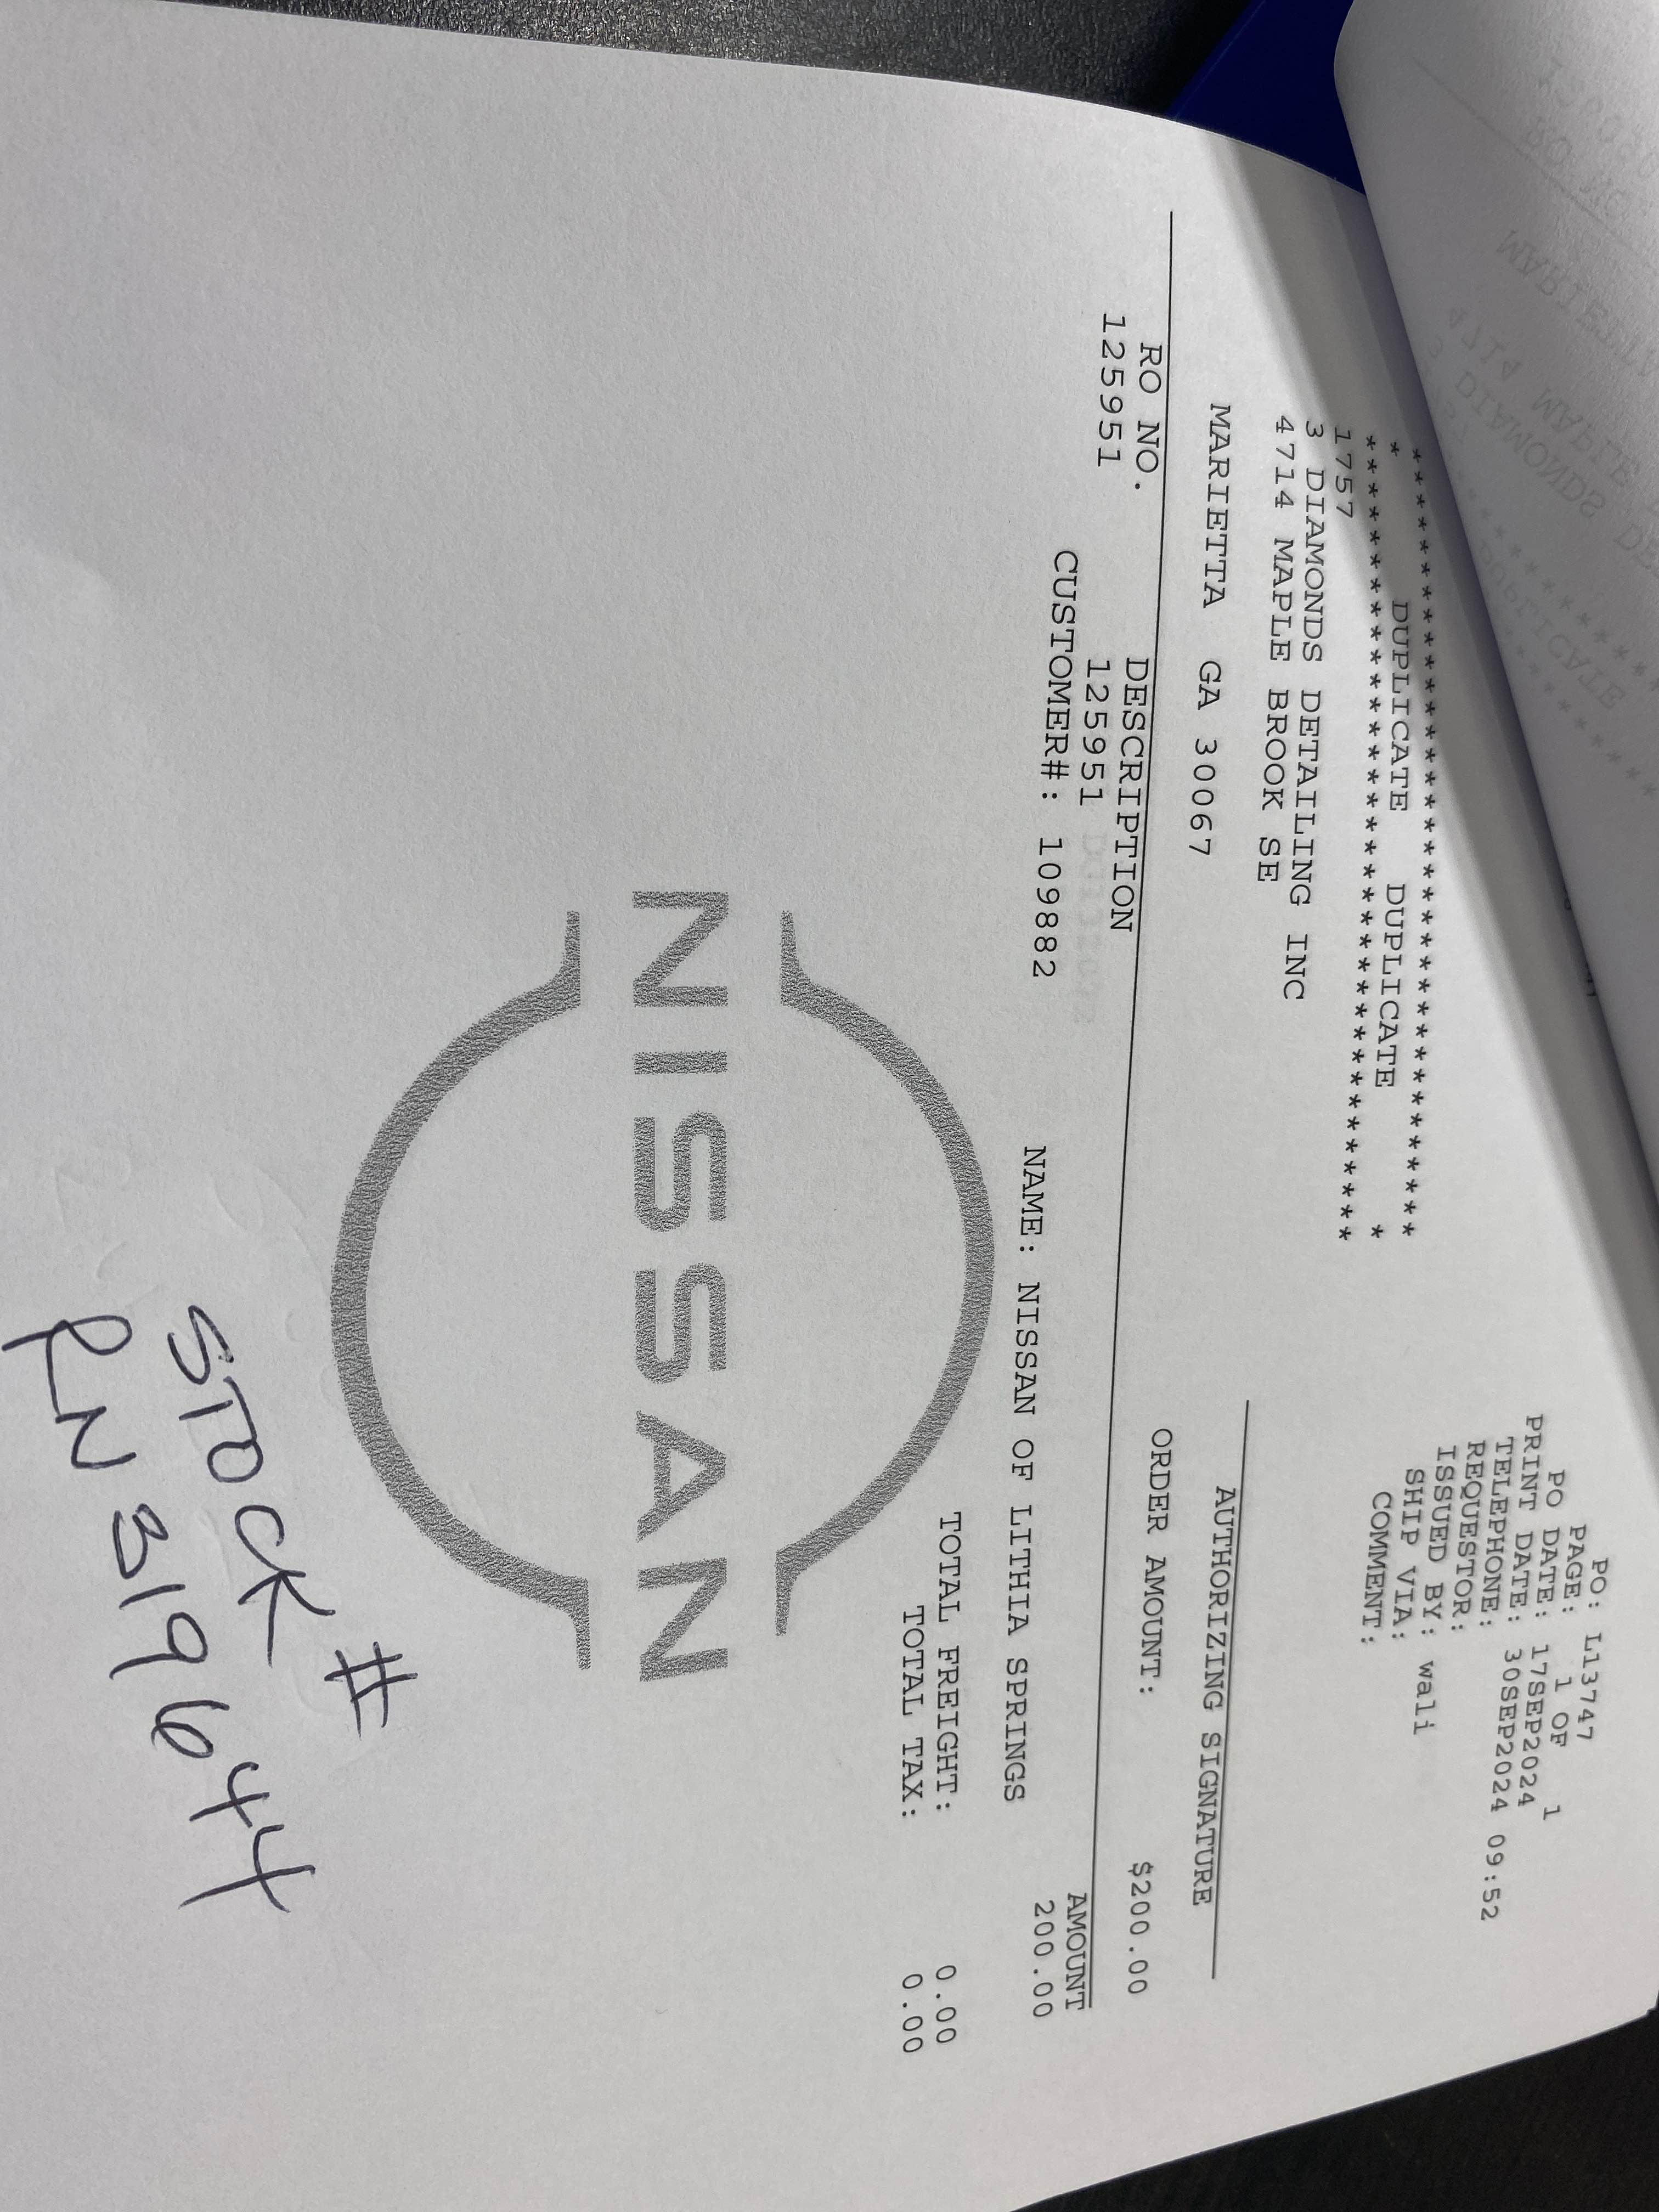 PO: L13747
PAGE: 1 OF 1
PO DATE: 17SEP2024
PRINT DATE: 30SEP2024 09:52
TELEPHONE:
REQUESTOR:
ISSUED BY: wali
SHIP VIA:
COMMENT:
*****************************************
* DUPLICATE DUPLICATE *
*****************************************
1757
3 DIAMONDS DETAILING INC
4714 MAPLE BROOK SE
MARIETTA GA 30067
AUTHORIZING SIGNATURE
ORDER AMOUNT: $200.00
RO NO. DESCRIPTION AMOUNT
125951 125951 200.00
CUSTOMER#: 109882 NAME: NISSAN OF LITHIA SPRINGS
TOTAL FREIGHT: 0.00
TOTAL TAX: 0.00
NISSAN
STOCK #
RN319644